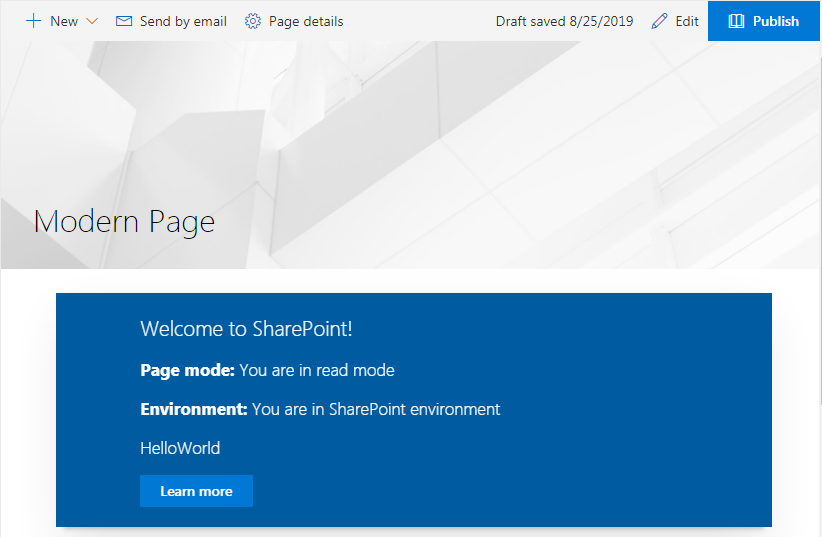 New Send by email Page details Draft saved 8/25/2019 Edit Publish
Modern Page
Welcome to SharePoint!
Page mode: You are in read mode
Environment: You are in SharePoint environment
HelloWorld
Learn more